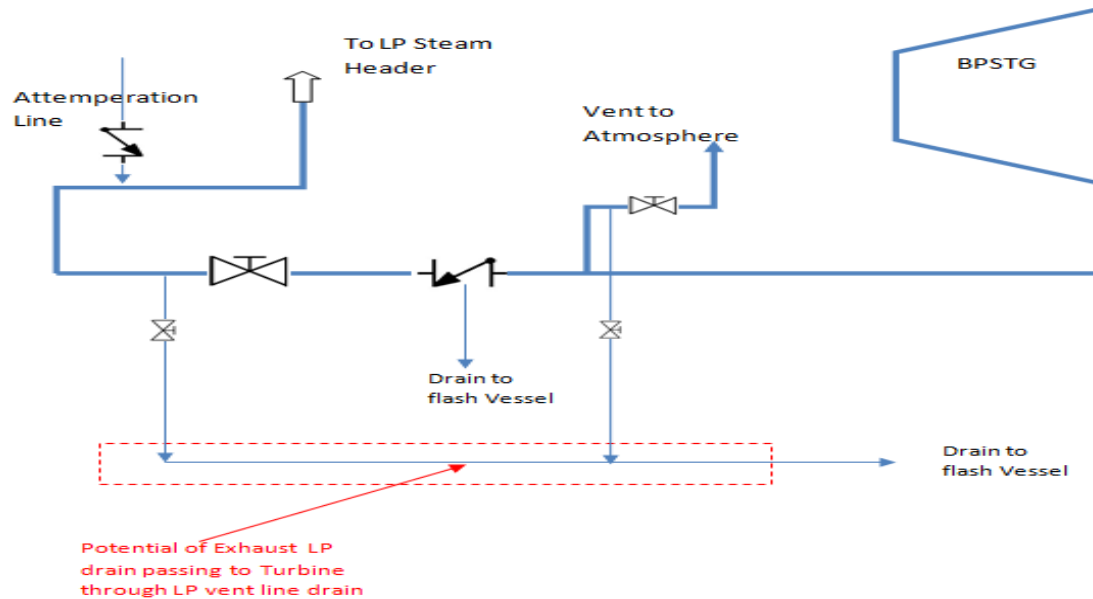 To LP Steam
Header
BPSTG
Attemperation
Line
Vent to
Atmosphere
Drain to
flash Vessel
Drain to
flash Vessel
Potential of Exhaust LP
drain passing to Turbine
through LP vent line drain